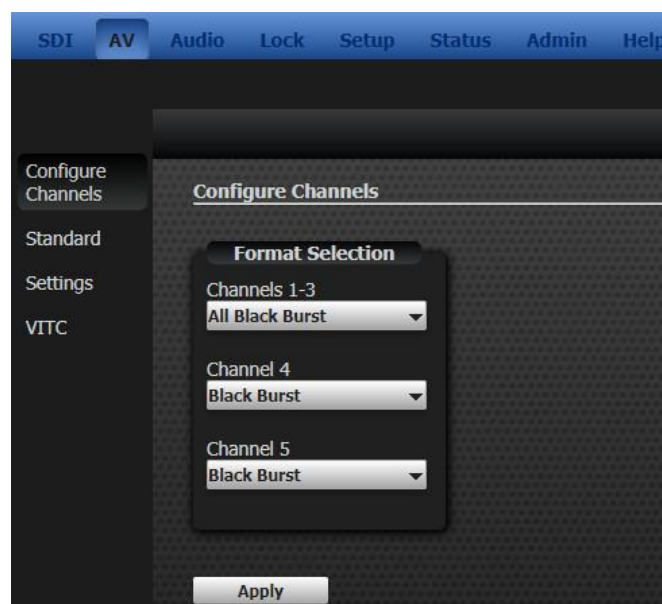 SDI AV Audio Lock Setup Status Admin Help
Configure
Channels
Standard
Settings
VITC
Configure Channels
Format Selection
Channels 1-3
All Black Burst
Channel 4
Black Burst
Channel 5
Black Burst
Apply